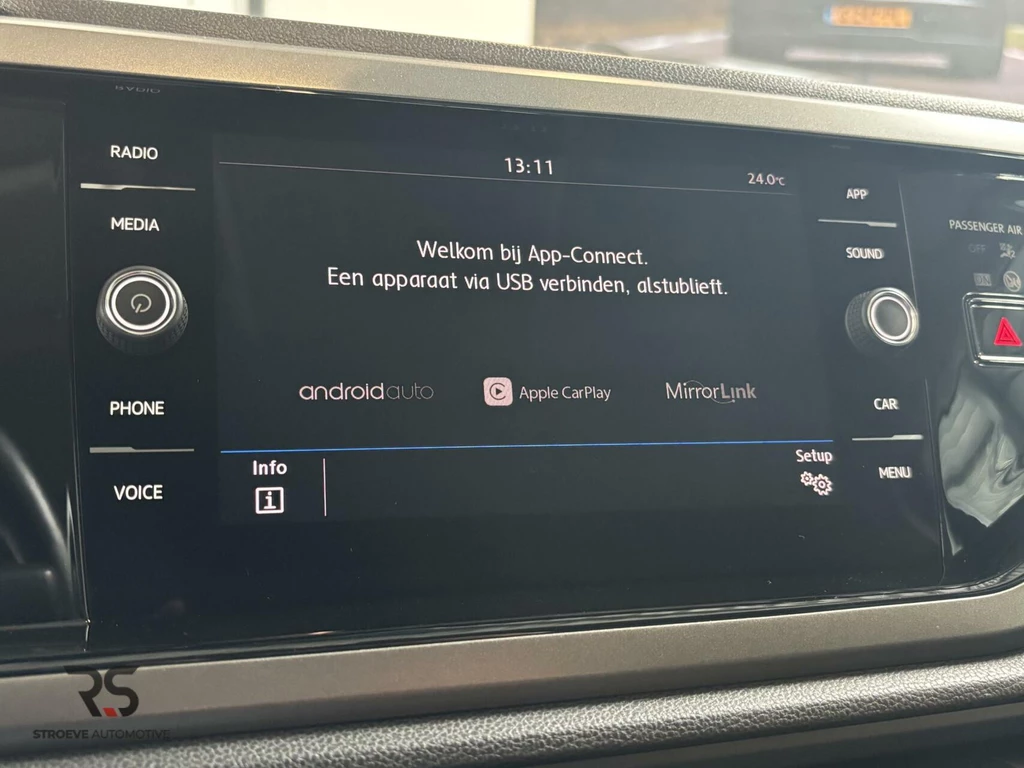 RADIO
MEDIA
PHONE
VOICE
13:11
24.0°C
Welkom bij App-Connect.
Een apparaat via USB verbinden, alstublieft.
androidauto
Apple CarPlay
MirrorLink
Info
i
Setup
APP
SOUND
CAR
MENU
PASSENGER AIR
OFF
RS
STROEVE AUTOMOTIVE